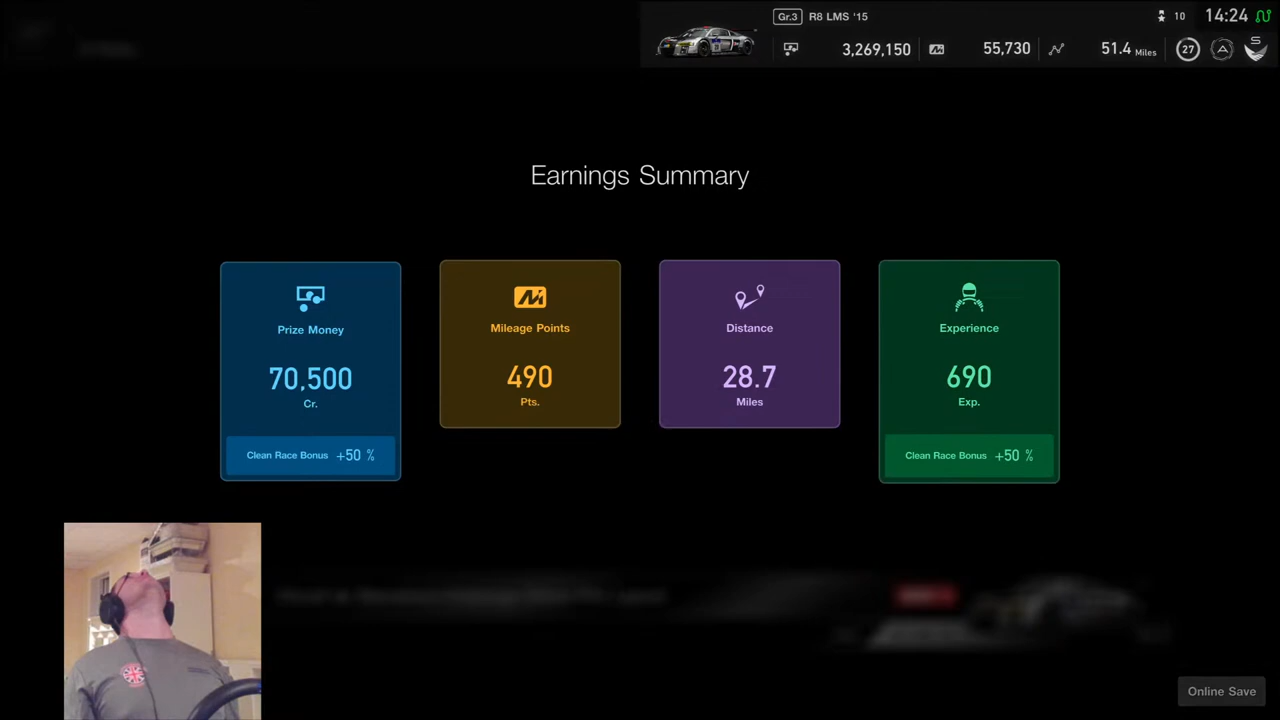 Gr.3 R8 LMS '15
10 14:24
3,269,150 55,730 51.4 Miles 27 A S
Earnings Summary
Prize Money
70,500
Cr.
Clean Race Bonus +50 %
Mileage Points
490
Pts.
Distance
28.7
Miles
Experience
690
Exp.
Clean Race Bonus +50 %
Online Save